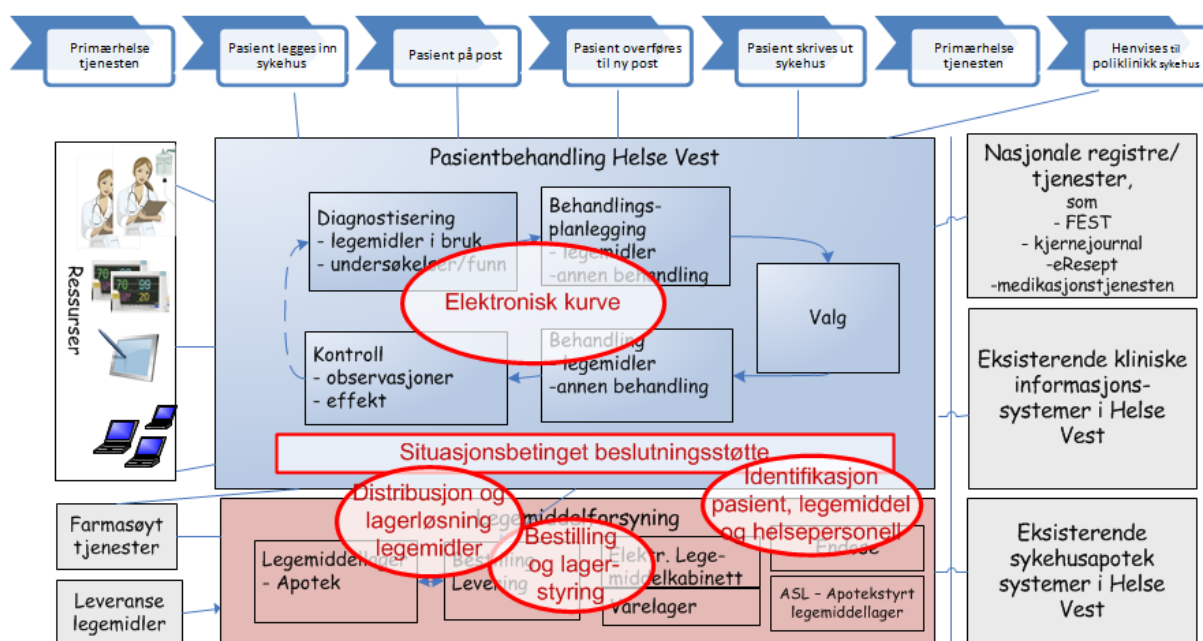 Primærhelse
tjenesten
Pasient legges inn
sykehus
Pasient på post
Pasient overføres
til ny post
Pasient skrives ut
sykehus
Primærhelse
tjenesten
Henvises til
poliklinikk sykehus
Ressurser
70 99
20
Pasientbehandling Helse Vest
Diagnostisering
- legemidler i bruk
- undersøkelser/funn
Behandlings-
planlegging
- legemidler
-annen behandling
Elektronisk kurve
Valg
Kontroll
- observasjoner
- effekt
Behandling
- legemidler
-annen behandling
Situasjonsbetinget beslutningsstøtte
Nasjonale registre/
tjenester,
som
- FEST
- kjernejournal
-eResept
-medikasjonstjenesten
Eksisterende kliniske
informasjons-
systemer i Helse
Vest
Farmasøyt
tjenester
Leveranse
legemidler
Legemiddelforsyning
Distribusjon og
lagerløsning
legemidler
Identifikasjon
pasient, legemiddel
og helsepersonell
Legemiddellager
- Apotek
Bestilling
Levering
Bestilling
og lager-
styring
Elektr. Lege-
middelkabinett
Varelager
Endose
ASL – Apotekstyrt
legemiddellager
Eksisterende
sykehusapotek
systemer i Helse
Vest